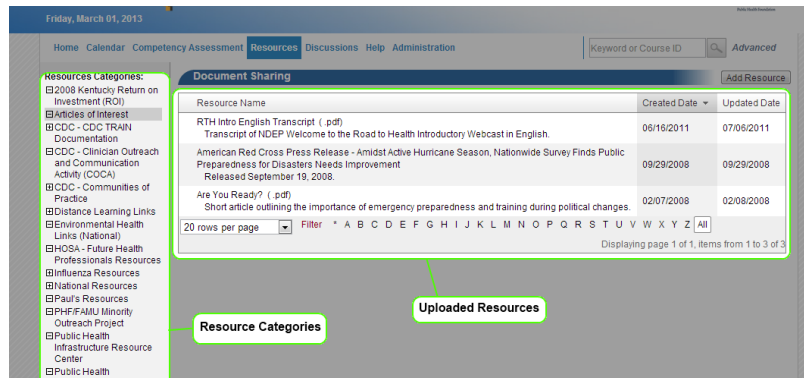 Friday, March 01, 2013
Home Calendar Competency Assessment Resources Discussions Help Administration
Keyword or Course ID
Advanced
Resources Categories:
Document Sharing
Add Resource
2008 Kentucky Return on
Investment (ROI)
Articles of Interest
CDC - CDC TRAIN
Documentation
CDC - Clinician Outreach
and Communication
Activity (COCA)
CDC - Communities of
Practice
Distance Learning Links
Environmental Health
Links (National)
HOSA - Future Health
Professionals Resources
Influenza Resources
National Resources
Paul's Resources
PHF/FAMU Minority
Outreach Project
Public Health
Infrastructure Resource
Center
Public Health
Resource Name Created Date Updated Date
RTH Intro English Transcript (.pdf)
Transcript of NDEP Welcome to the Road to Health Introductory Webcast in English.
06/16/2011 07/06/2011
American Red Cross Press Release - Amidst Active Hurricane Season, Nationwide Survey Finds Public
Preparedness for Disasters Needs Improvement
Released September 19, 2008.
09/29/2008 09/29/2008
Are You Ready? (.pdf)
Short article outlining the importance of emergency preparedness and training during political changes.
02/07/2008 02/08/2008
20 rows per page Filter * A B C D E F G H I J K L M N O P Q R S T U V W X Y Z All
Displaying page 1 of 1, items from 1 to 3 of 3
Uploaded Resources
Resource Categories